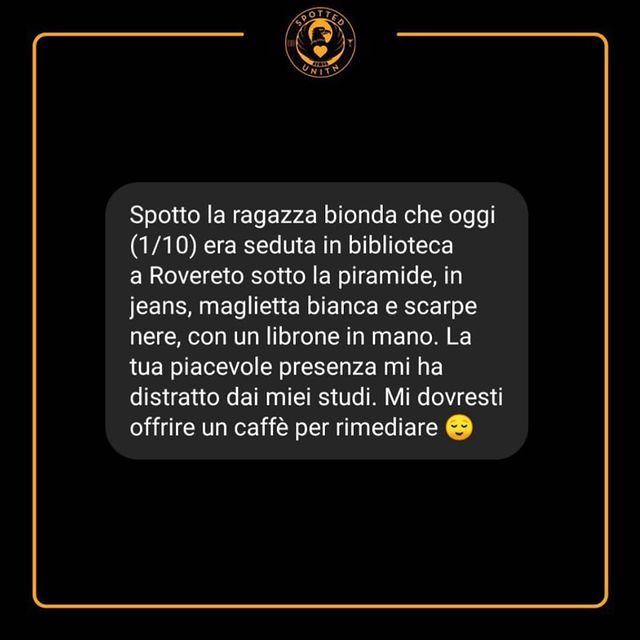 SPOTTED
UNITN
Spotto la ragazza bionda che oggi
(1/10) era seduta in biblioteca
a Rovereto sotto la piramide, in
jeans, maglietta bianca e scarpe
nere, con un librone in mano. La
tua piacevole presenza mi ha
distratto dai miei studi. Mi dovresti
offrire un caffè per rimediare 😌